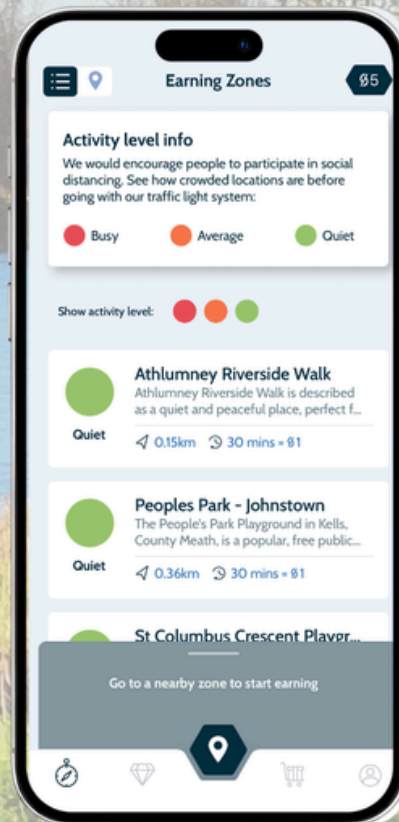 Earning Zones
$5
Activity level info
We would encourage people to participate in social
distancing. See how crowded locations are before
going with our traffic light system:
Busy
Average
Quiet
Show activity level:
Athlumney Riverside Walk
Athlumney Riverside Walk is described
as a quiet and peaceful place, perfect f...
Quiet
0.15km 30 mins = $1
Peoples Park - Johnstown
The People's Park Playground in Kells,
County Meath, is a popular, free public...
Quiet
0.36km 30 mins = $1
St Columbus Crescent Playgr...
Go to a nearby zone to start earning